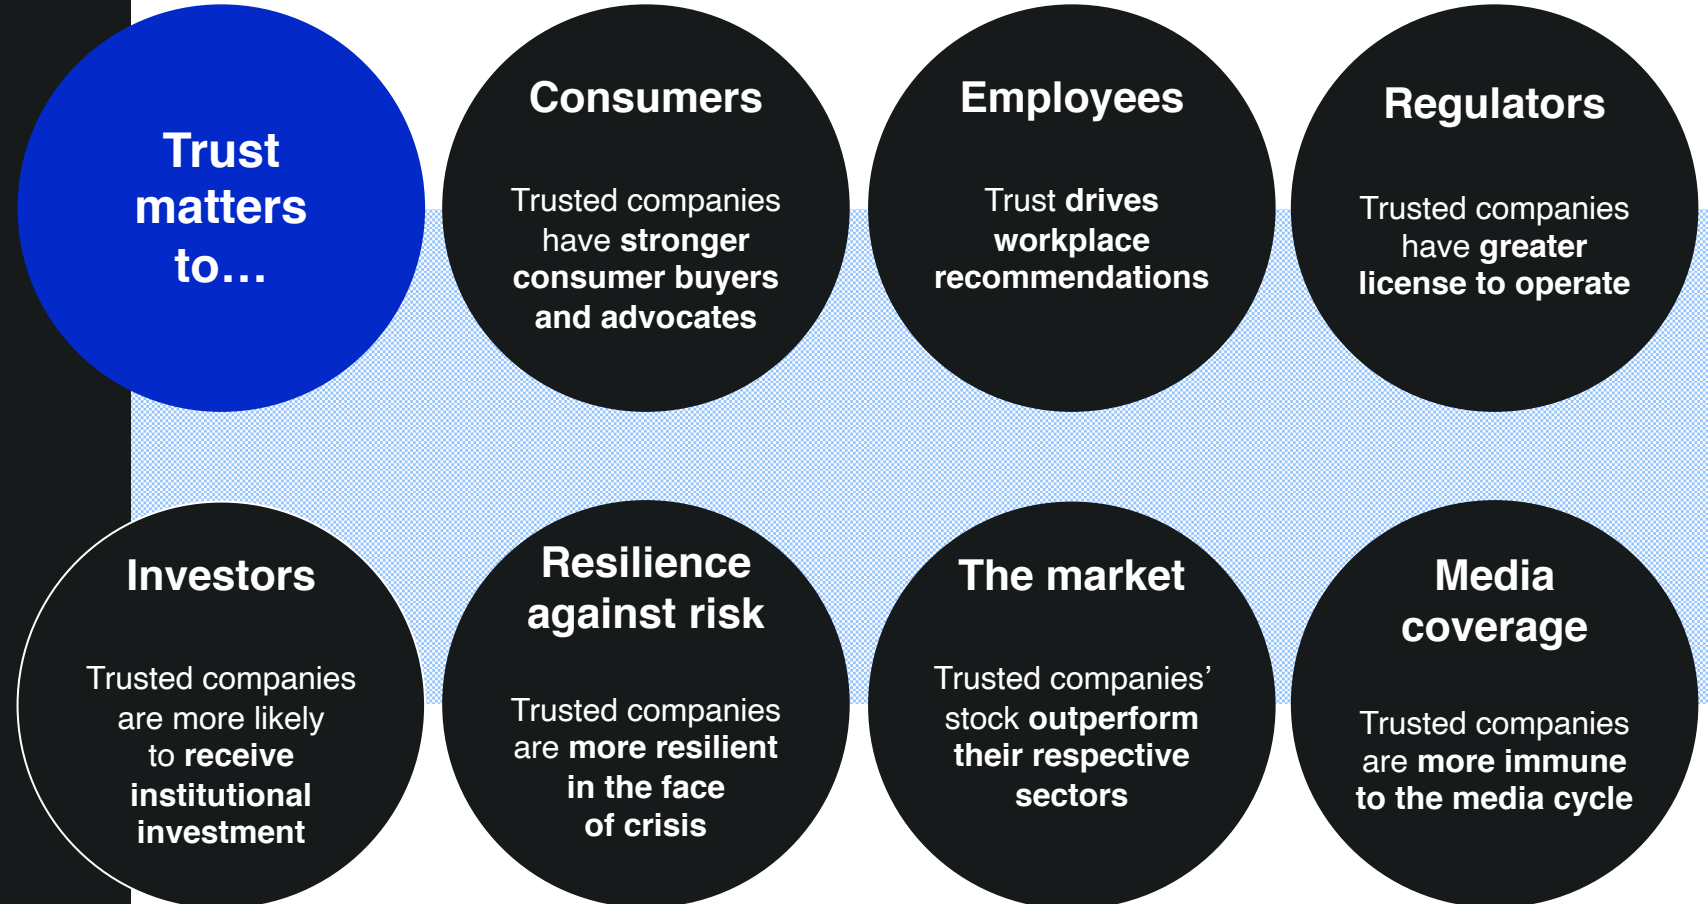 Trust
matters
to…
Consumers
Trusted companies
have stronger
consumer buyers
and advocates
Employees
Trust drives
workplace
recommendations
Regulators
Trusted companies
have greater
license to operate
Investors
Trusted companies
are more likely
to receive
institutional
investment
Resilience
against risk
Trusted companies
are more resilient
in the face
of crisis
The market
Trusted companies’
stock outperform
their respective
sectors
Media
coverage
Trusted companies
are more immune
to the media cycle